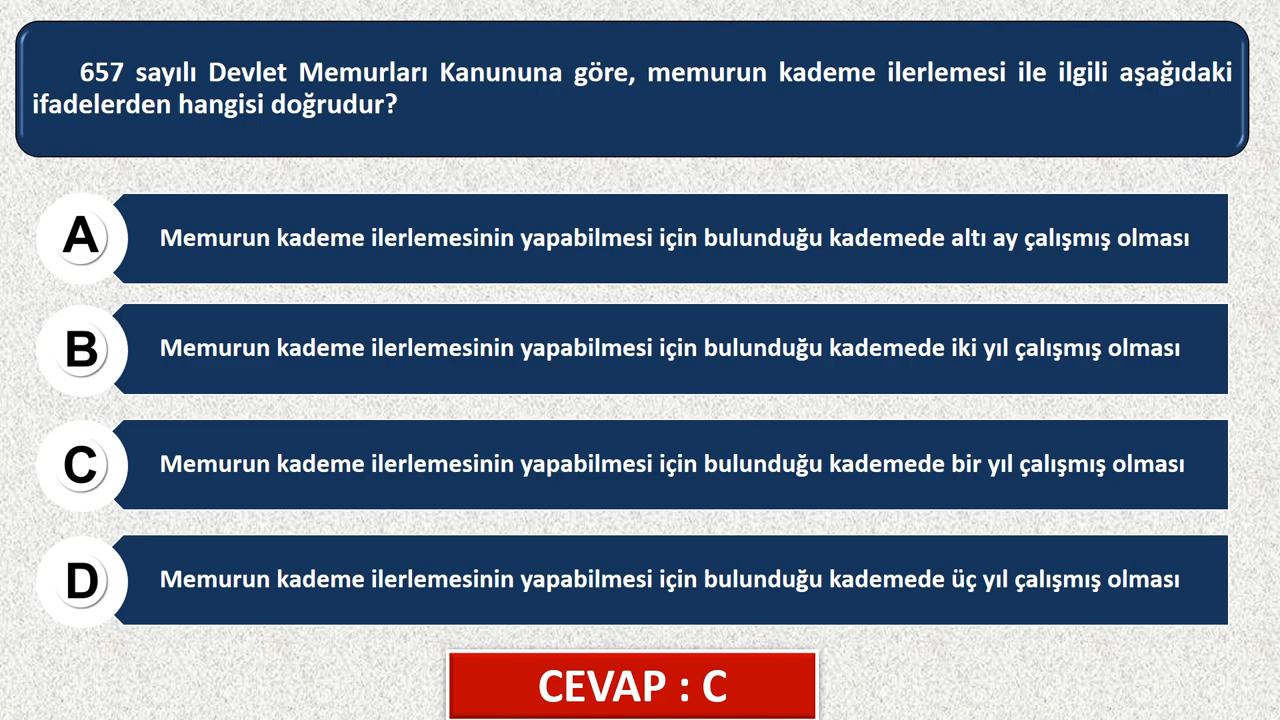 657 sayılı Devlet Memurları Kanununa göre, memurun kademe ilerlemesi ile ilgili aşağıdaki
ifadelerden hangisi doğrudur?
A
Memurun kademe ilerlemesinin yapabilmesi için bulunduğu kademede altı ay çalışmış olması
B
Memurun kademe ilerlemesinin yapabilmesi için bulunduğu kademede iki yıl çalışmış olması
C
Memurun kademe ilerlemesinin yapabilmesi için bulunduğu kademede bir yıl çalışmış olması
D
Memurun kademe ilerlemesinin yapabilmesi için bulunduğu kademede üç yıl çalışmış olması
CEVAP : C